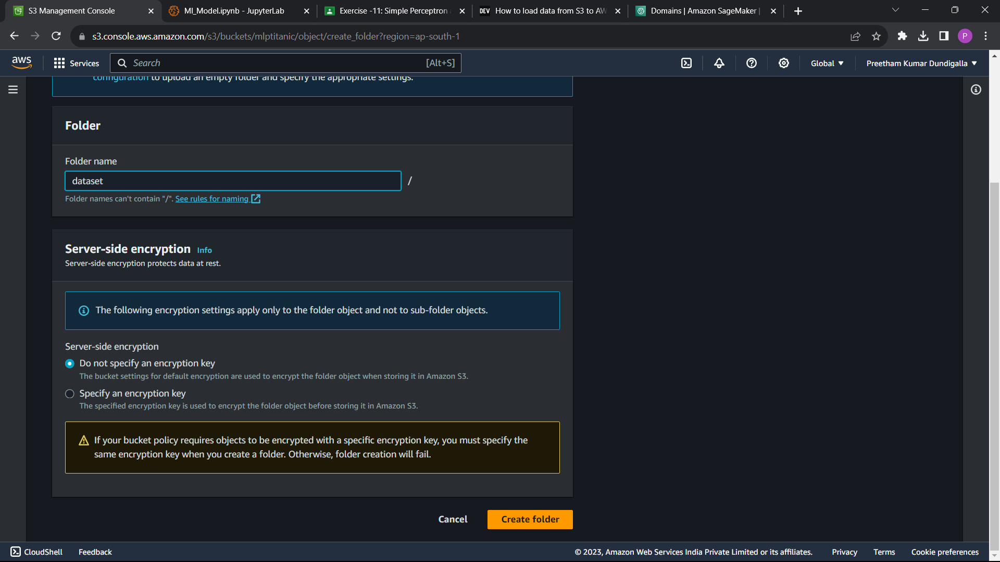 S3 Management Console
Ml_Model.ipynb - JupyterLab
Exercise -11: Simple Perceptron
DEV How to load data from S3 to AW
Domains | Amazon SageMaker |
s3.console.aws.amazon.com/s3/buckets/mlptitanic/object/create_folder?region=ap-south-1
P
aws
Services
Search
[Alt+S]
Global
Preetham Kumar Dundigalla
configuration to upload an empty folder and specify the appropriate settings.
Folder
Folder name
dataset
/
Folder names can't contain "/". See rules for naming
Server-side encryption Info
Server-side encryption protects data at rest.
The following encryption settings apply only to the folder object and not to sub-folder objects.
Server-side encryption
Do not specify an encryption key
The bucket settings for default encryption are used to encrypt the folder object when storing it in Amazon S3.
Specify an encryption key
The specified encryption key is used to encrypt the folder object before storing it in Amazon S3.
If your bucket policy requires objects to be encrypted with a specific encryption key, you must specify the
same encryption key when you create a folder. Otherwise, folder creation will fail.
Cancel
Create folder
CloudShell
Feedback
© 2023, Amazon Web Services India Private Limited or its affiliates.
Privacy
Terms
Cookie preferences